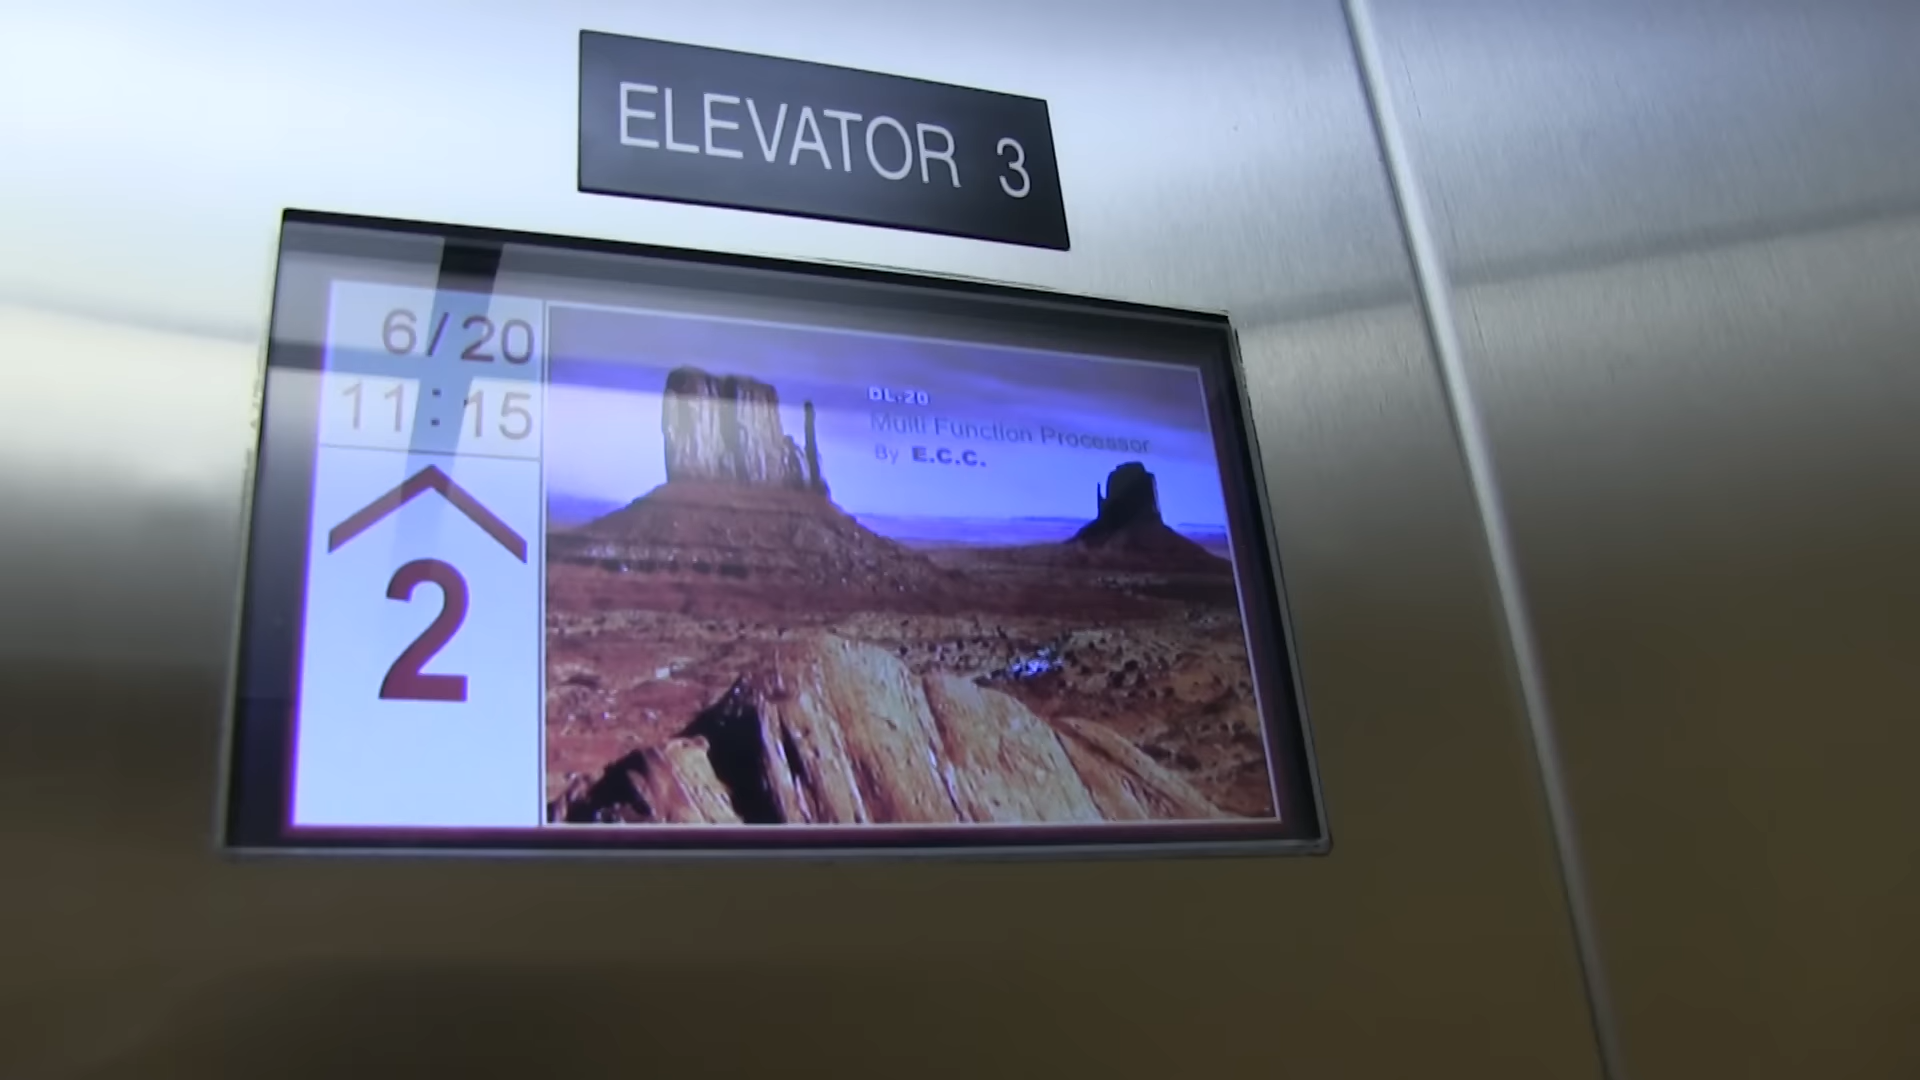 ELEVATOR 3
6/20
11:15
2
DL-20
Multi Function Processor
By E.C.C.